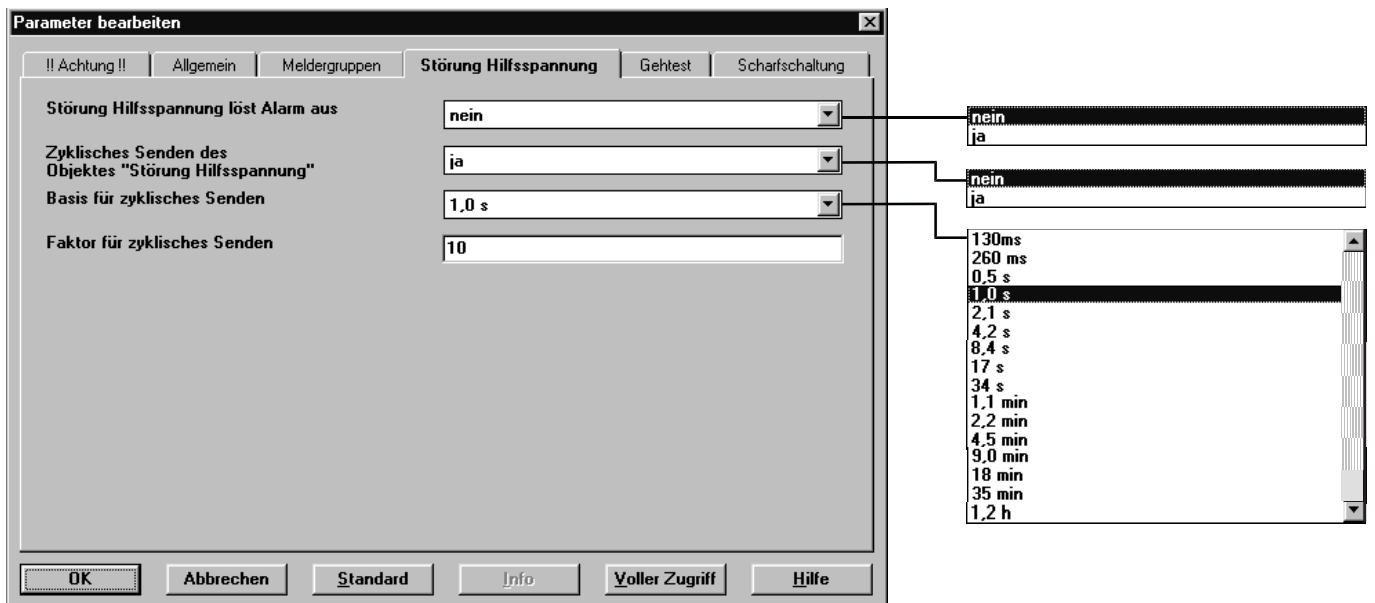 Parameter bearbeiten
!! Achtung !! Allgemein Meldergruppen Störung Hilfsspannung Gehtest Scharfschaltung
Störung Hilfsspannung löst Alarm aus nein
Zyklisches Senden des
Objektes "Störung Hilfsspannung" ja
Basis für zyklisches Senden 1,0 s
Faktor für zyklisches Senden 10
OK Abbrechen Standard Info Voller Zugriff Hilfe
nein
ja
nein
ja
130ms
260 ms
0,5 s
1,0 s
2,1 s
4,2 s
8,4 s
17 s
34 s
1,1 min
2,2 min
4,5 min
9,0 min
18 min
35 min
1,2 h